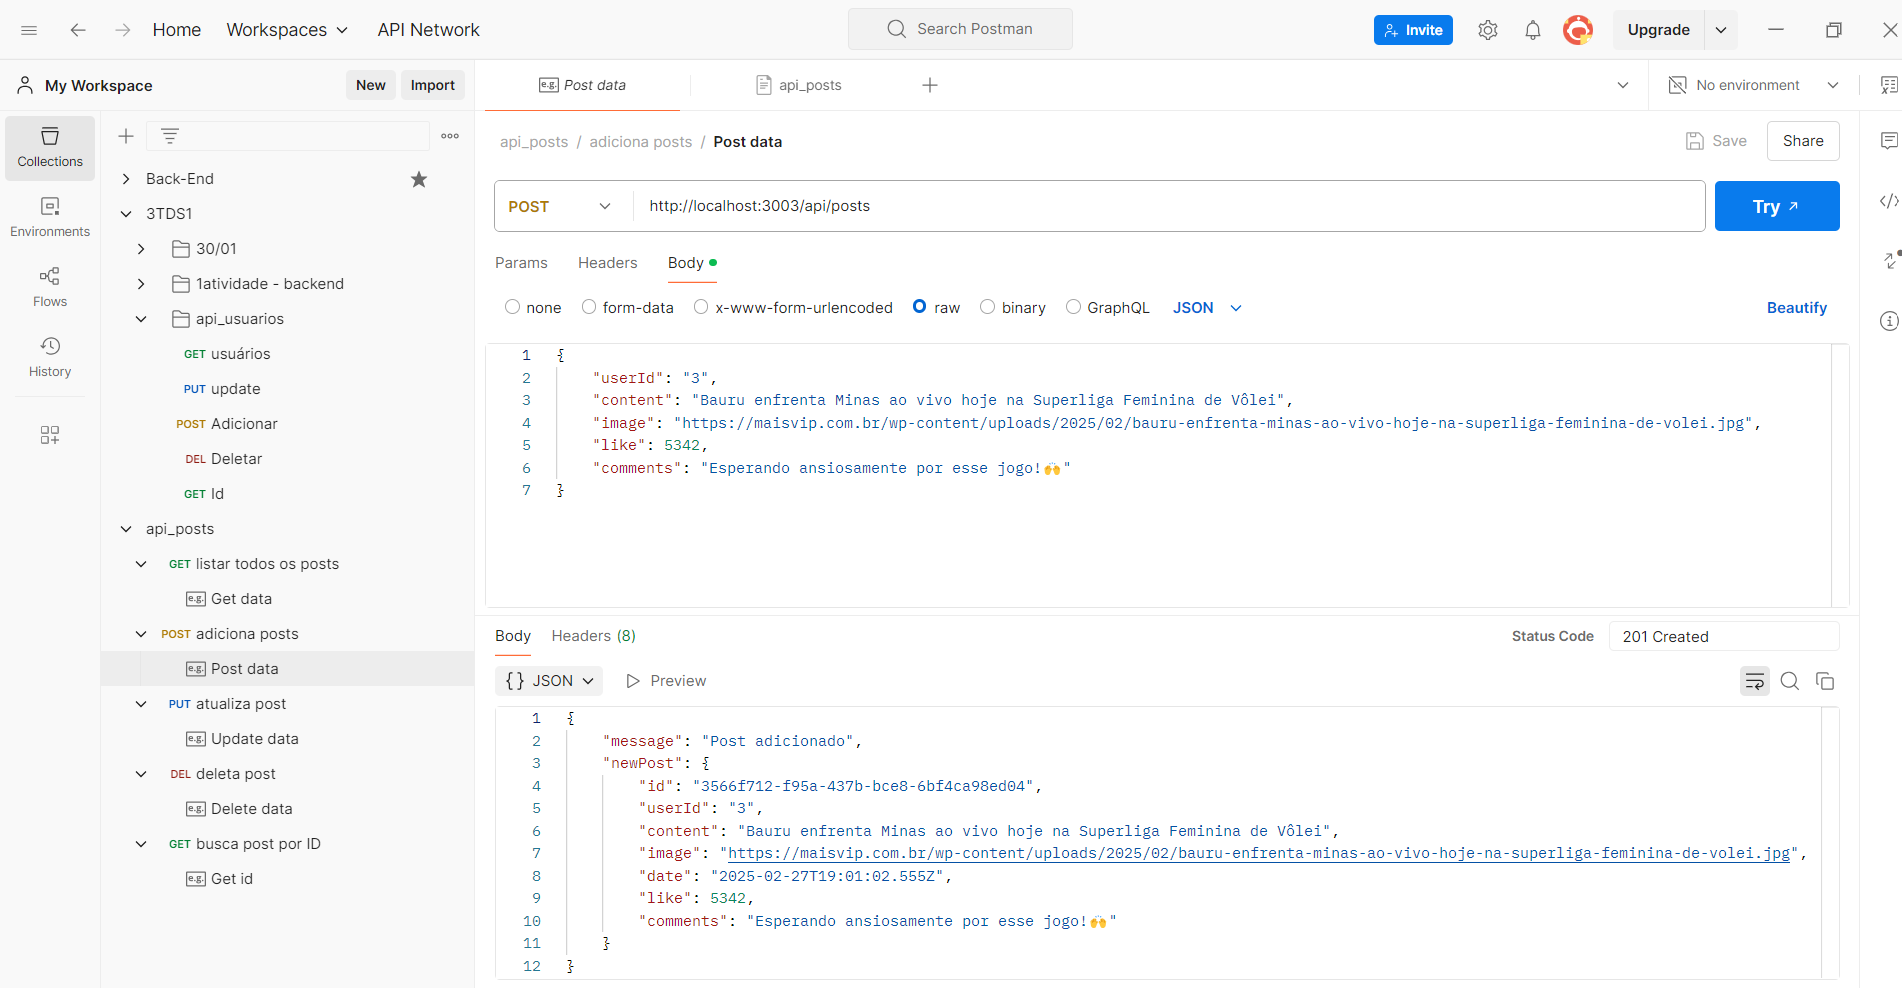 Home Workspaces API Network Search Postman Invite Upgrade
My Workspace New Import
e.g. Post data api_posts No environment
Collections
Environments
Flows
History
Back-End
3TDS1
30/01
1atividade - backend
api_usuarios
GET usuários
PUT update
POST Adicionar
DEL Deletar
GET Id
api_posts
GET listar todos os posts
e.g. Get data
POST adiciona posts
e.g. Post data
PUT atualiza post
e.g. Update data
DEL deleta post
e.g. Delete data
GET busca post por ID
e.g. Get id
api_posts / adiciona posts / Post data Save Share
POST http://localhost:3003/api/posts Try
Params Headers Body
none form-data x-www-form-urlencoded raw binary GraphQL JSON Beautify
1 {
2 "userId": "3",
3 "content": "Bauru enfrenta Minas ao vivo hoje na Superliga Feminina de Vôlei",
4 "image": "https://maisvip.com.br/wp-content/uploads/2025/02/bauru-enfrenta-minas-ao-vivo-hoje-na-superliga-feminina-de-volei.jpg",
5 "like": 5342,
6 "comments": "Esperando ansiosamente por esse jogo!🙌"
7 }
Body Headers (8) Status Code 201 Created
{} JSON Preview
1 {
2 "message": "Post adicionado",
3 "newPost": {
4 "id": "3566f712-f95a-437b-bce8-6bf4ca98ed04",
5 "userId": "3",
6 "content": "Bauru enfrenta Minas ao vivo hoje na Superliga Feminina de Vôlei",
7 "image": "https://maisvip.com.br/wp-content/uploads/2025/02/bauru-enfrenta-minas-ao-vivo-hoje-na-superliga-feminina-de-volei.jpg",
8 "date": "2025-02-27T19:01:02.555Z",
9 "like": 5342,
10 "comments": "Esperando ansiosamente por esse jogo!🙌"
11 }
12 }